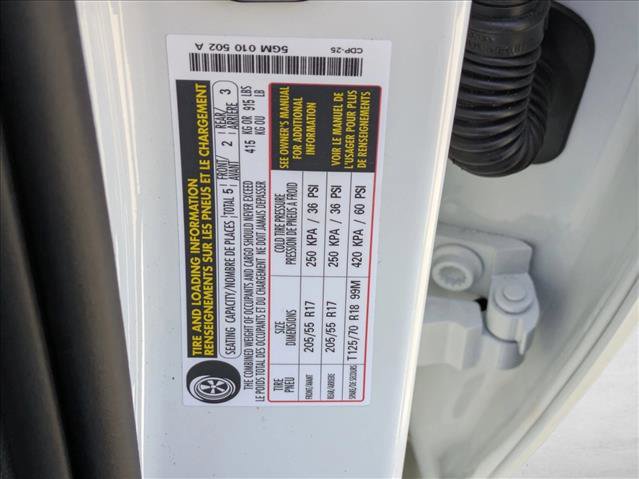 CDP-25
5GM 010 502 A
TIRE AND LOADING INFORMATION
RENSEIGNEMENTS SUR LES PNEUS ET LE CHARGEMENT
SEATING CAPACITY/NOMBRE DE PLACES TOTAL 5 FRONT/AVANT 2 REAR/ARRIÈRE 3
THE COMBINED WEIGHT OF OCCUPANTS AND CARGO SHOULD NEVER EXCEED 415 KG OR 915 LBS
LE POIDS TOTAL DES OCCUPANTS ET DU CHARGEMENT NE DOIT JAMAIS DÉPASSER KG OU LB
TIRE SIZE COLD TIRE PRESSURE
PNEU DIMENSIONS PRESSION DE PNEUS A FROID
FRONT/AVANT 205/55 R17 250 KPA / 36 PSI
REAR/ARRIERE 205/55 R17 250 KPA / 36 PSI
SPARE/DE SECOURS T125/70 R18 99M 420 KPA / 60 PSI
SEE OWNER'S MANUAL
FOR ADDITIONAL
INFORMATION
VOIR LE MANUEL DE
L'USAGER POUR PLUS
DE RENSEIGNEMENTS